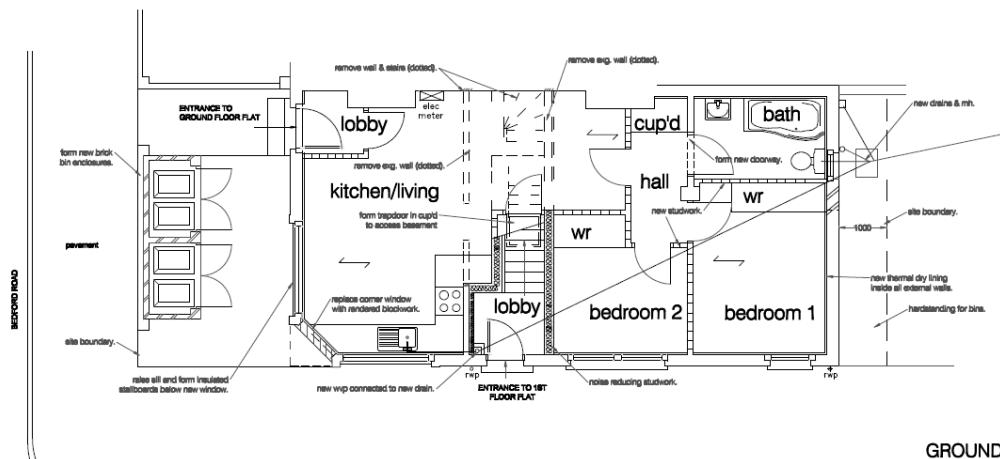 remove wall & stairs (dotted).
remove exg. wall (dotted).
ENTRANCE TO
GROUND FLOOR FLAT
elec
meter
lobby
cup'd
bath
new drains & mh.
form new brick
bin enclosures.
remove exg. wall (dotted).
form new doorway.
kitchen/living
hall
wr
form trapdoor in cup'd
to access basement
new studwork.
site boundary.
pavement
wr
1000
BEDFORD ROAD
new thermal dry lining
inside all external walls.
replace corner window
with rendered blockwork.
lobby
bedroom 2
bedroom 1
hardstanding for bins.
site boundary.
raise sill and form insulated
stallboards below new window.
new wvp connected to new drain.
rwp
ENTRANCE TO 1ST
FLOOR FLAT
noise reducing studwork.
rwp
GROUND